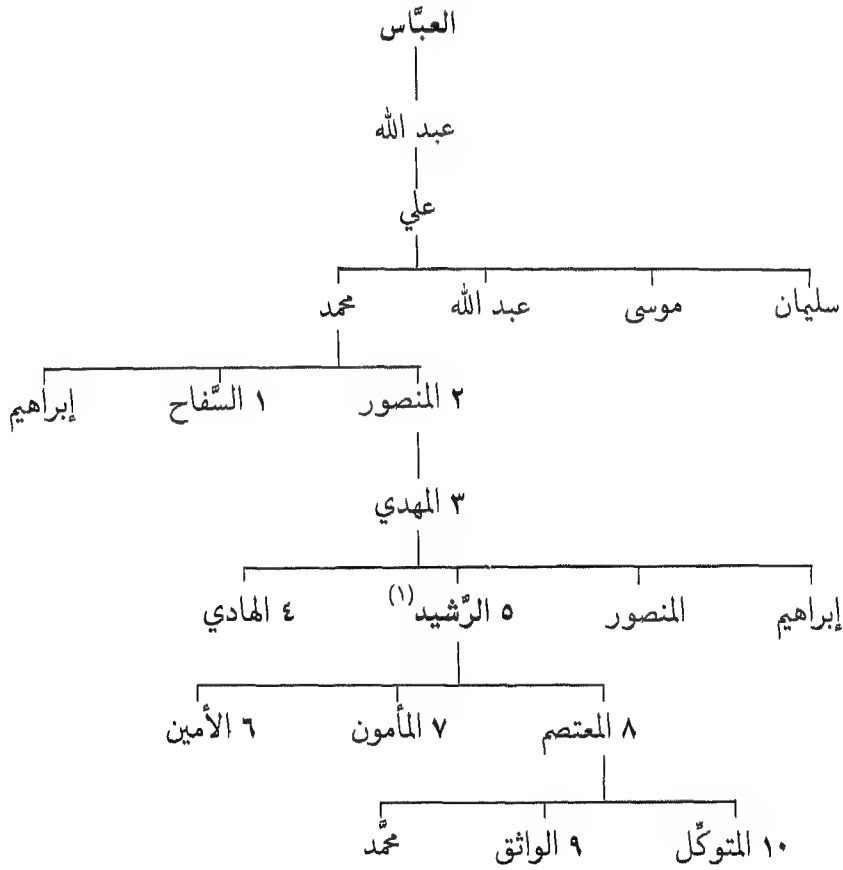 العبَّاس
عبد الله
علي
سليمان موسى عبد الله محمد
٢ المنصور ١ السَّفاح إبراهيم
٣ المهدي
إبراهيم المنصور ٥ الرَّشيد(١) ٤ الهادي
٨ المعتصم ٧ المأمون ٦ الأمين
١٠ المتوكِّل ٩ الواثق محمَّد